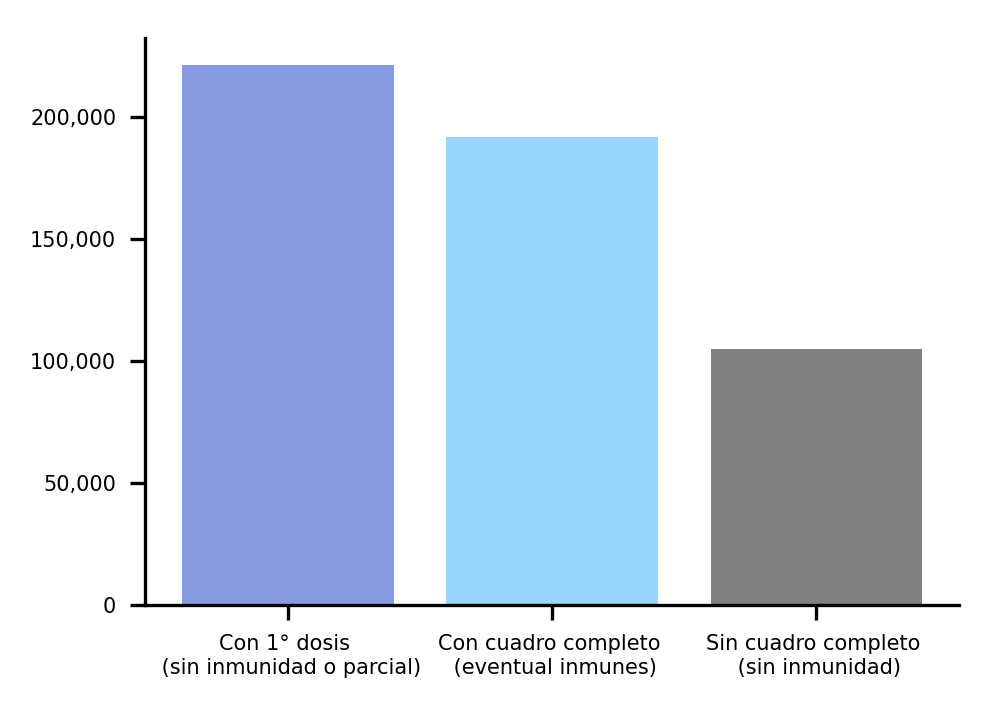 200,000
150,000
100,000
50,000
0
Con 1° dosis
(sin inmunidad o parcial)
Con cuadro completo
(eventual inmunes)
Sin cuadro completo
(sin inmunidad)